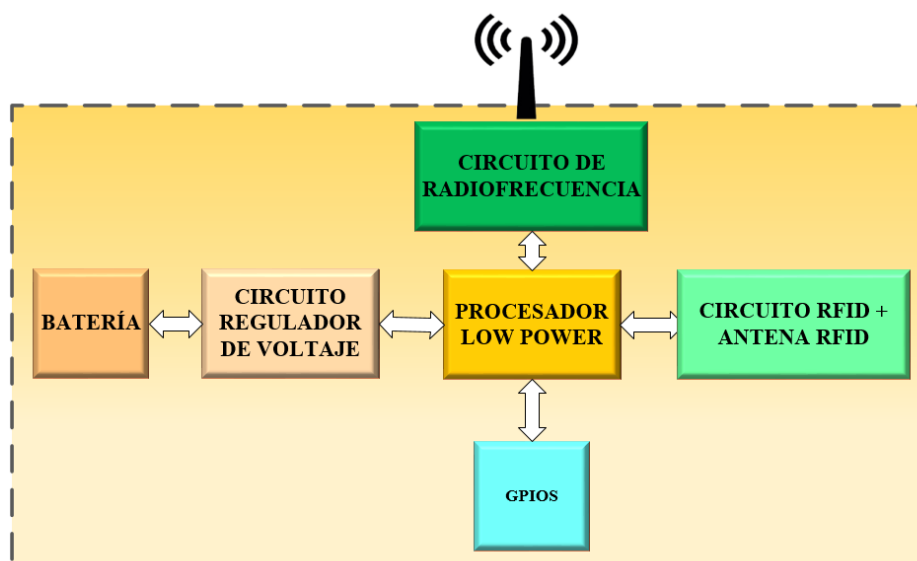 CIRCUITO DE
RADIOFRECUENCIA
BATERÍA
CIRCUITO
REGULADOR
DE VOLTAJE
PROCESADOR
LOW POWER
CIRCUITO RFID +
ANTENA RFID
GPIOS